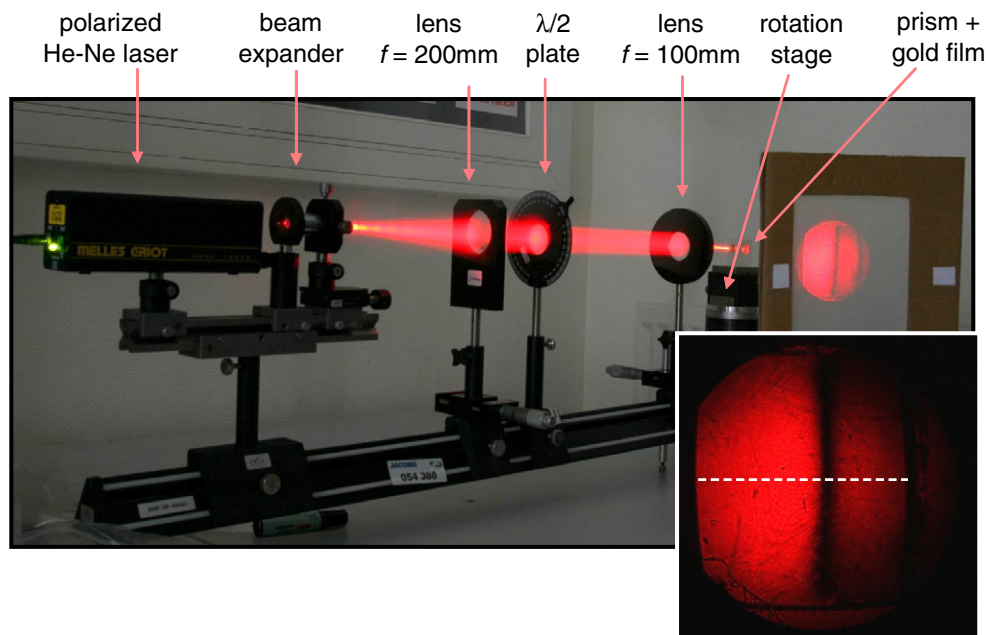 polarized
He-Ne laser
beam
expander
lens
f = 200mm
λ/2
plate
lens
f = 100mm
rotation
stage
prism +
gold film
MELLES GRIOT
JACOBS
054 388